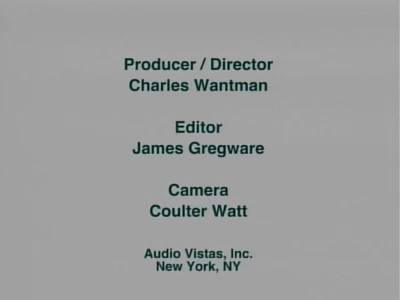 Producer / Director
Charles Wantman
Editor
James Gregware
Camera
Coulter Watt
Audio Vistas, Inc.
New York, NY